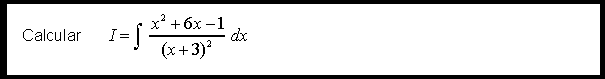 Calcular I = ∫ (x² + 6x − 1)/(x + 3)² dx